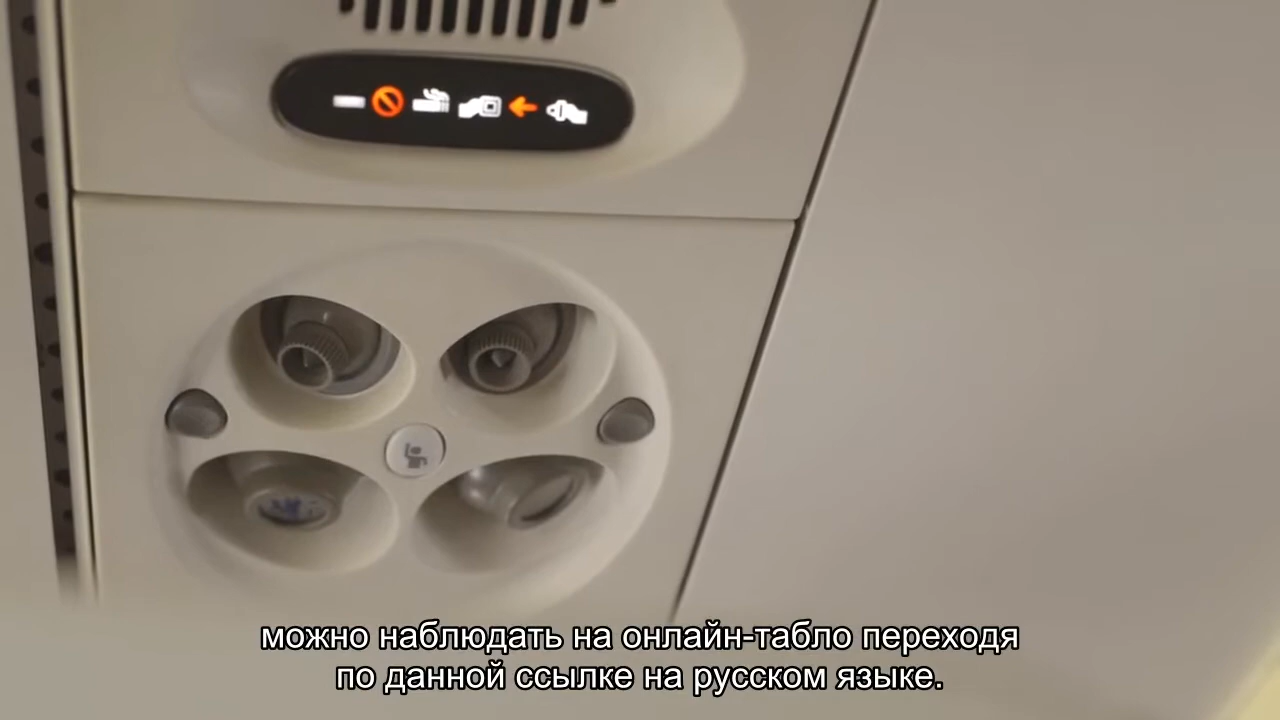 можно наблюдать на онлайн-табло переходя
по данной ссылке на русском языке.